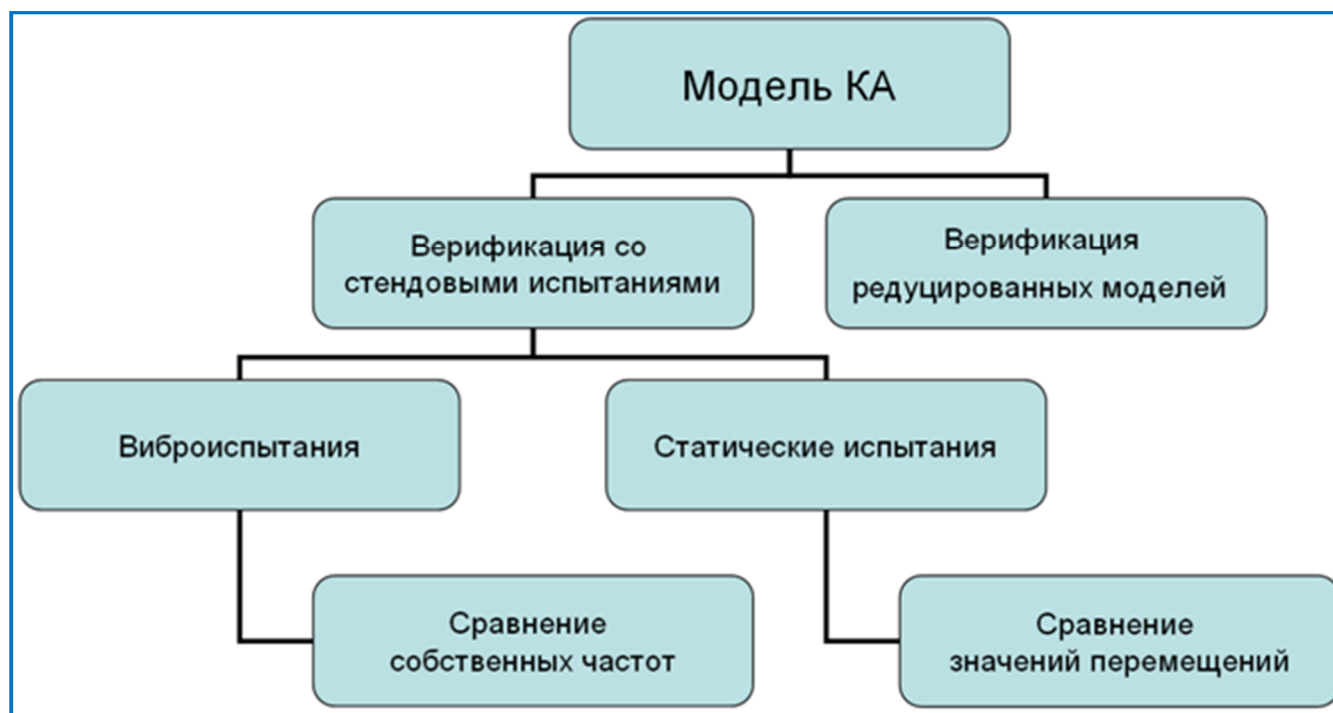 Модель КА
Верификация со
стендовыми испытаниями
Верификация
редуцированных моделей
Виброиспытания
Статические испытания
Сравнение
собственных частот
Сравнение
значений перемещений